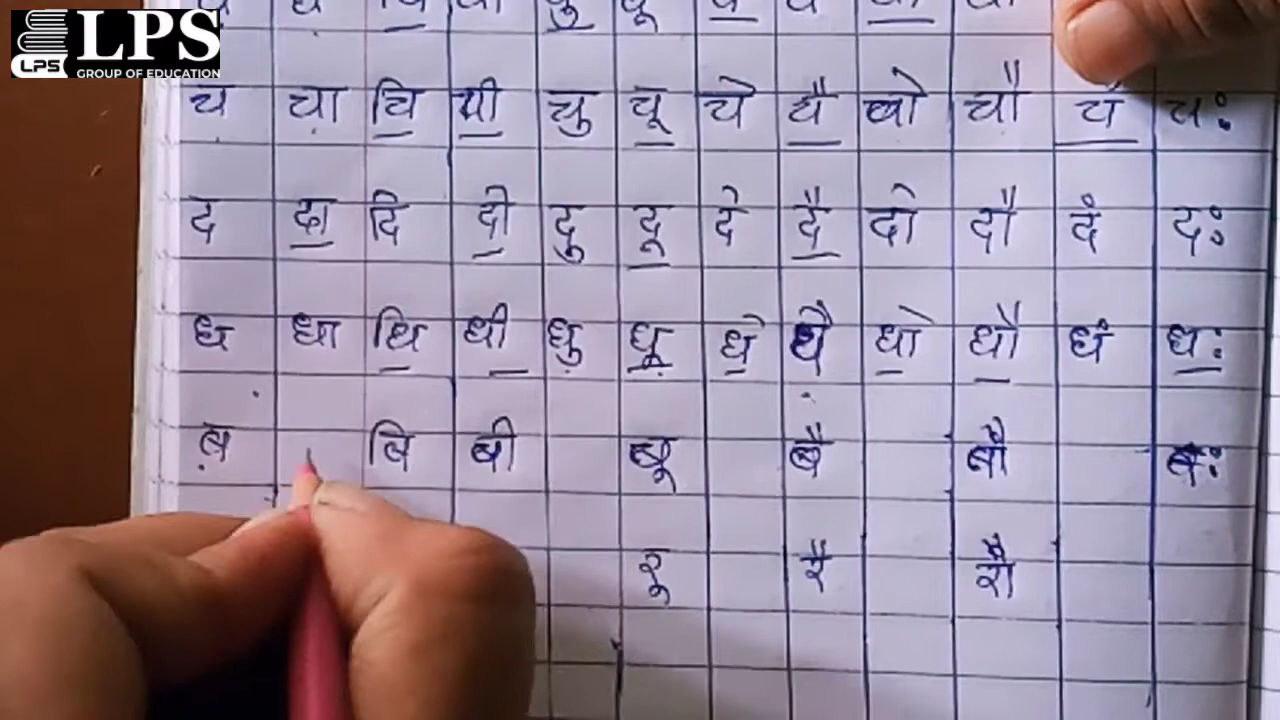 LPS
LPS
GROUP OF EDUCATION
च चा चि ची चु चू चे चै चो चौ चं चः
द दा दि दी दु दू दे दै दो दौ दं दः
ध धा धि धी धु धू धे धै धो धौ धं धः
ब बि बी बू बै बौ बः
रू रै रौ